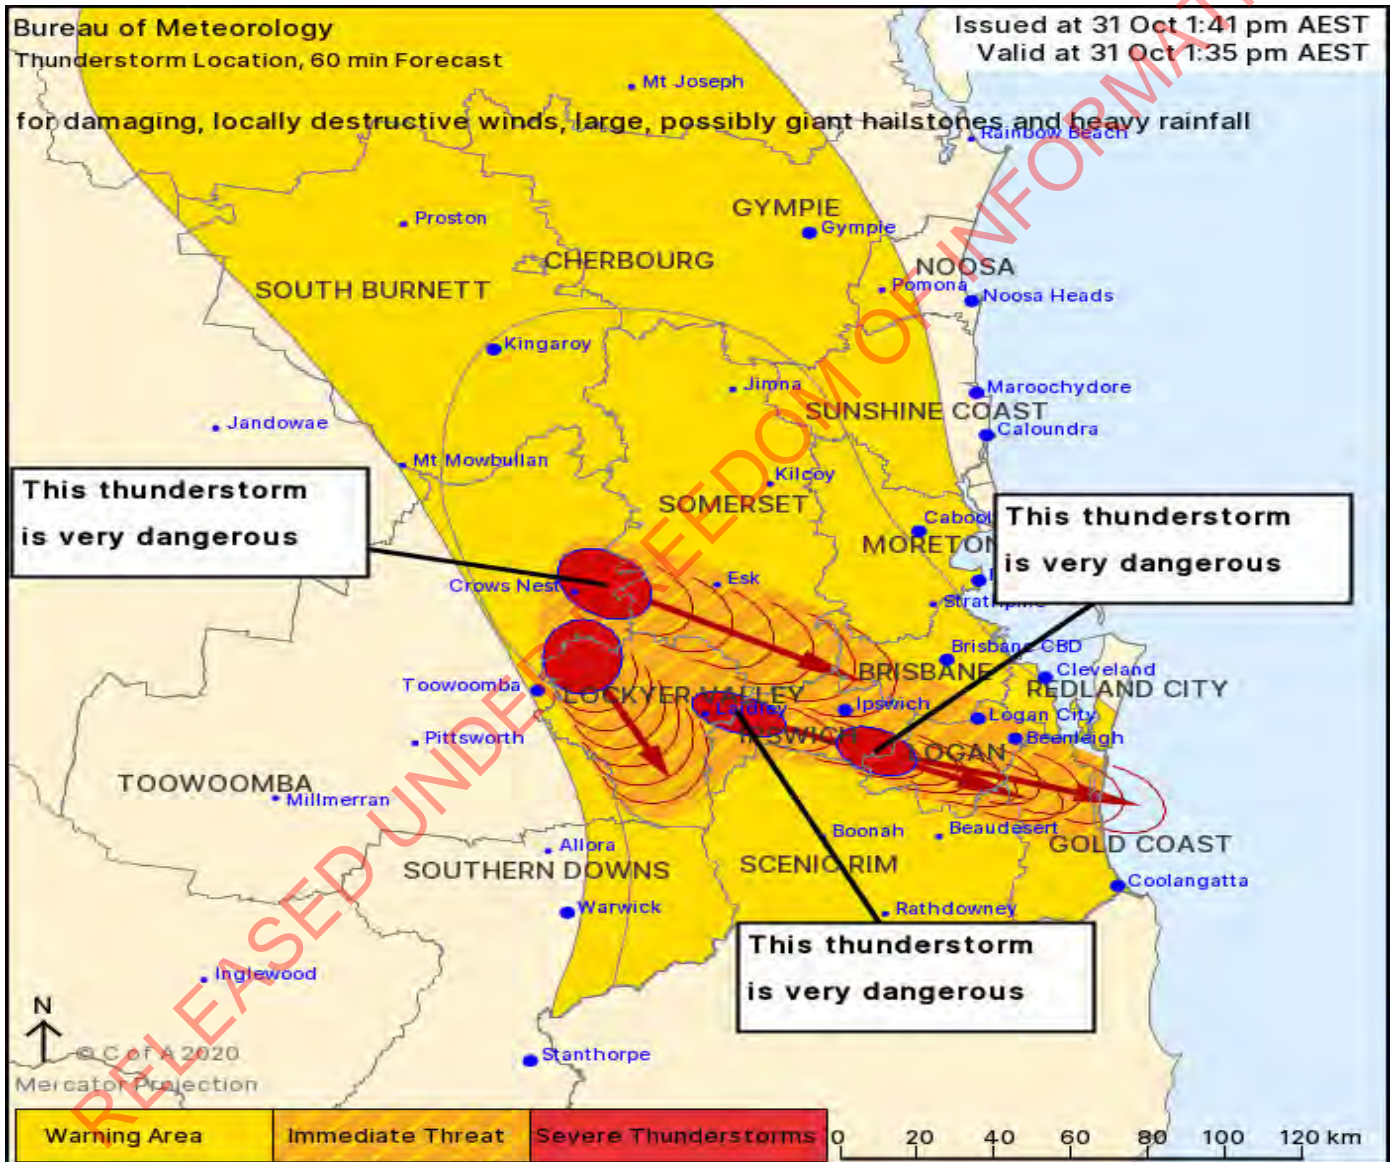 Bureau of Meteorology
Issued at 31 Oct 1:41 pm AEST
Thunderstorm Location, 60 min Forecast
Valid at 31 Oct 1:35 pm AEST
Mt Joseph
for damaging, locally destructive winds, large, possibly giant hailstones and heavy rainfall
Rainbow Beach
GYMPIE
Proston
Gympie
CHERBOURG
NOOSA
Pomona
SOUTH BURNETT
Noosa Heads
Kingaroy
Jimna
Maroochydore
SUNSHINE COAST
Jandowae
Caloundra
Mt Mowbullan
Kilcoy
This thunderstorm
is very dangerous
SOMERSET
Cabool
MORETON
This thunderstorm
is very dangerous
Crows Nest
Esk
Strathpine
Brisbane CBD
BRISBANE
Cleveland
Toowoomba
LOCKYER VALLEY
REDLAND CITY
Laidley
Ipswich
Logan City
Pittsworth
IPSWICH
Beenleigh
LOGAN
TOOWOOMBA
Millmerran
Boonah
Beaudesert
Allora
GOLD COAST
SOUTHERN DOWNS
SCENIC RIM
Coolangatta
Warwick
Rathdowney
This thunderstorm
is very dangerous
Inglewood
N
© C of A 2020
Stanthorpe
Mercator Projection
Warning Area
Immediate Threat
Severe Thunderstorms
0 20 40 60 80 100 120 km
RELEASED UNDER FREEDOM OF INFORMAT